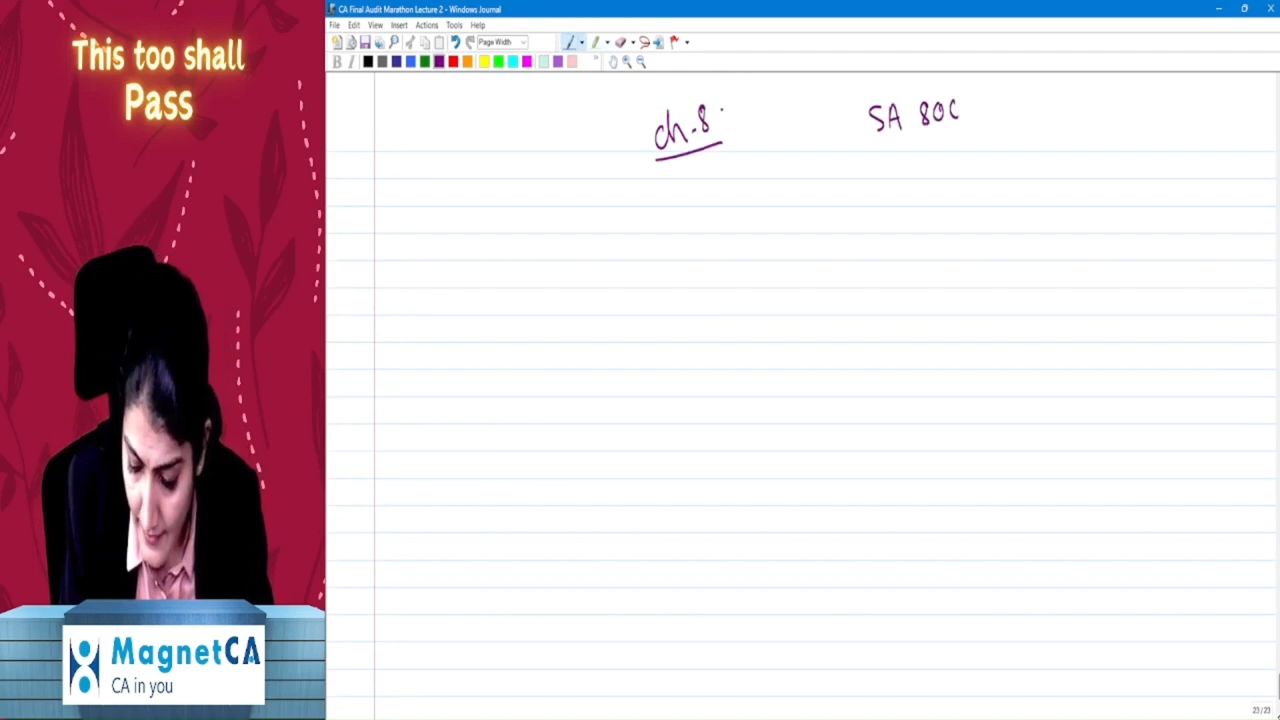 This too shall
Pass
CA Final Audit Marathon Lecture 2 - Windows Journal
File Edit View Insert Actions Tools Help
Page Width
B I
ch-8
SA 80
MagnetCA
CA in you
23/23